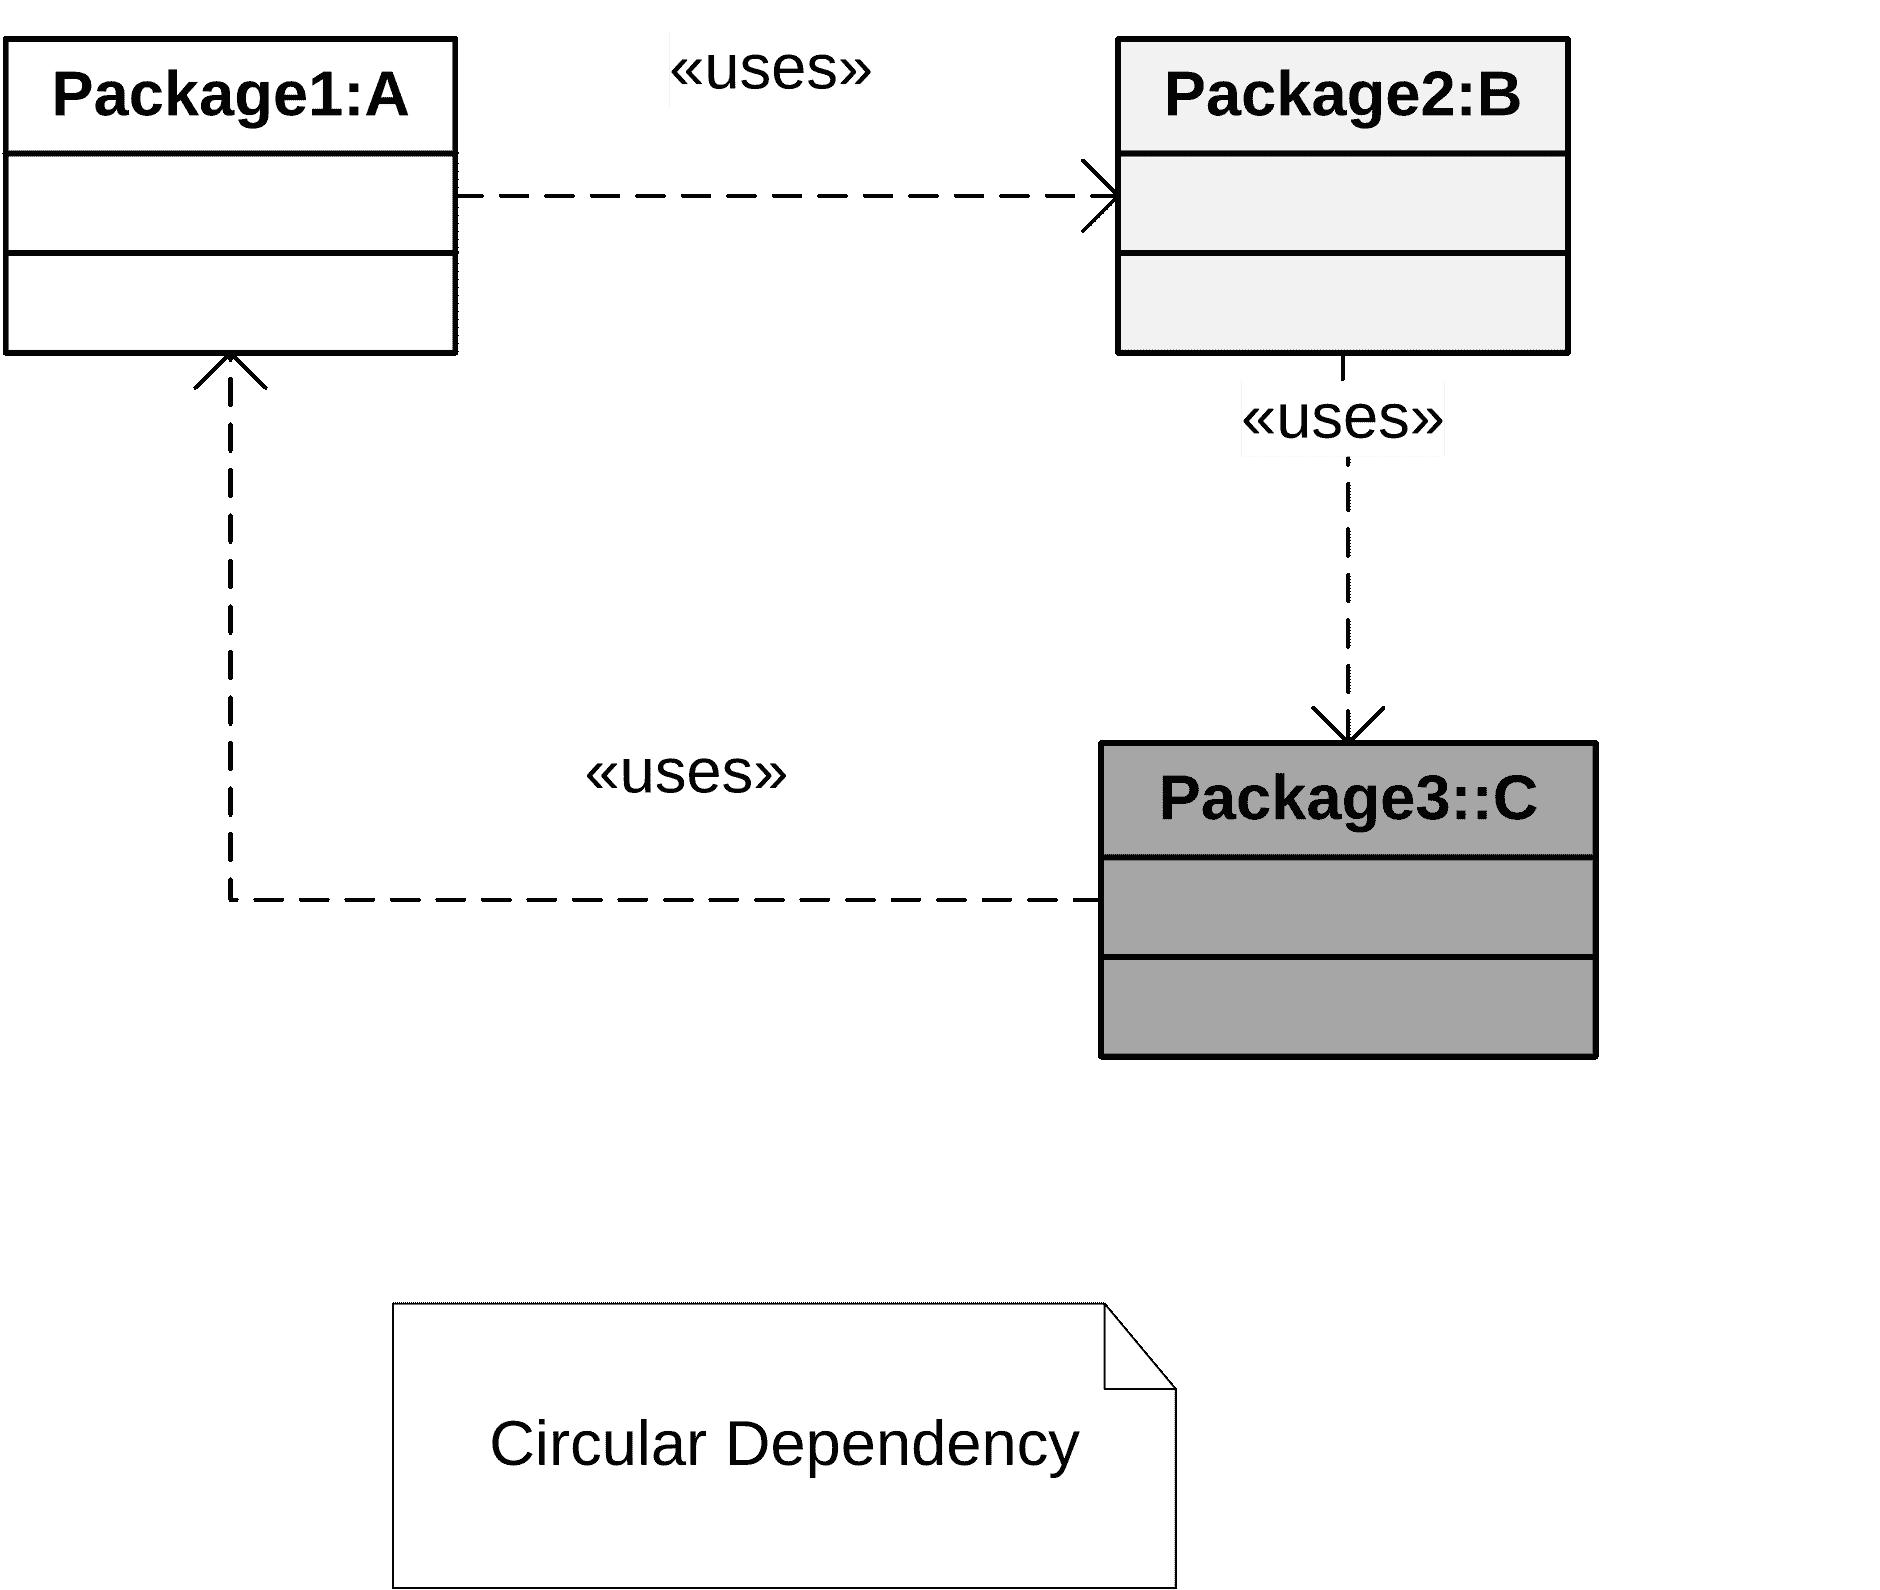 Package1:A
«uses»
Package2:B
«uses»
«uses»
Package3::C
Circular Dependency